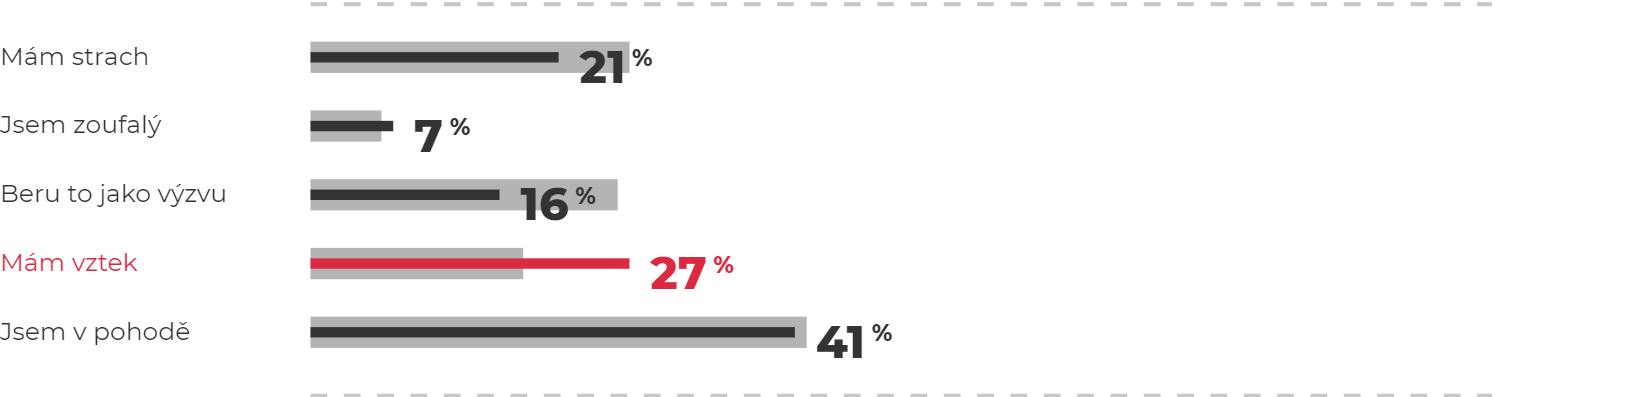 Mám strach 21 %
Jsem zoufalý 7 %
Beru to jako výzvu 16 %
Mám vztek 27 %
Jsem v pohodě 41 %